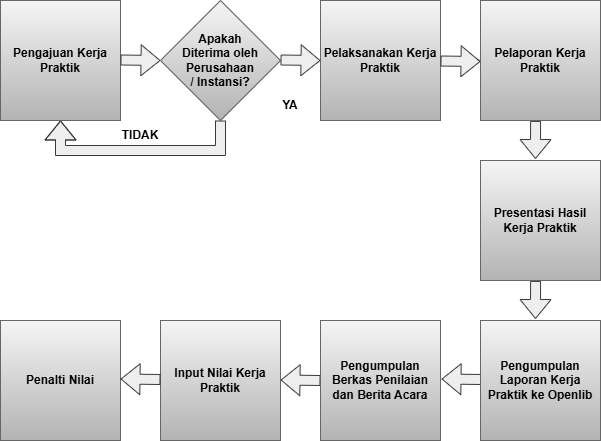 Pengajuan Kerja
Praktik
Apakah
Diterima oleh
Perusahaan
/ Instansi?
TIDAK
YA
Pelaksanakan Kerja
Praktik
Pelaporan Kerja
Praktik
Presentasi Hasil
Kerja Praktik
Pengumpulan
Laporan Kerja
Praktik ke Openlib
Pengumpulan
Berkas Penilaian
dan Berita Acara
Input Nilai Kerja
Praktik
Penalti Nilai